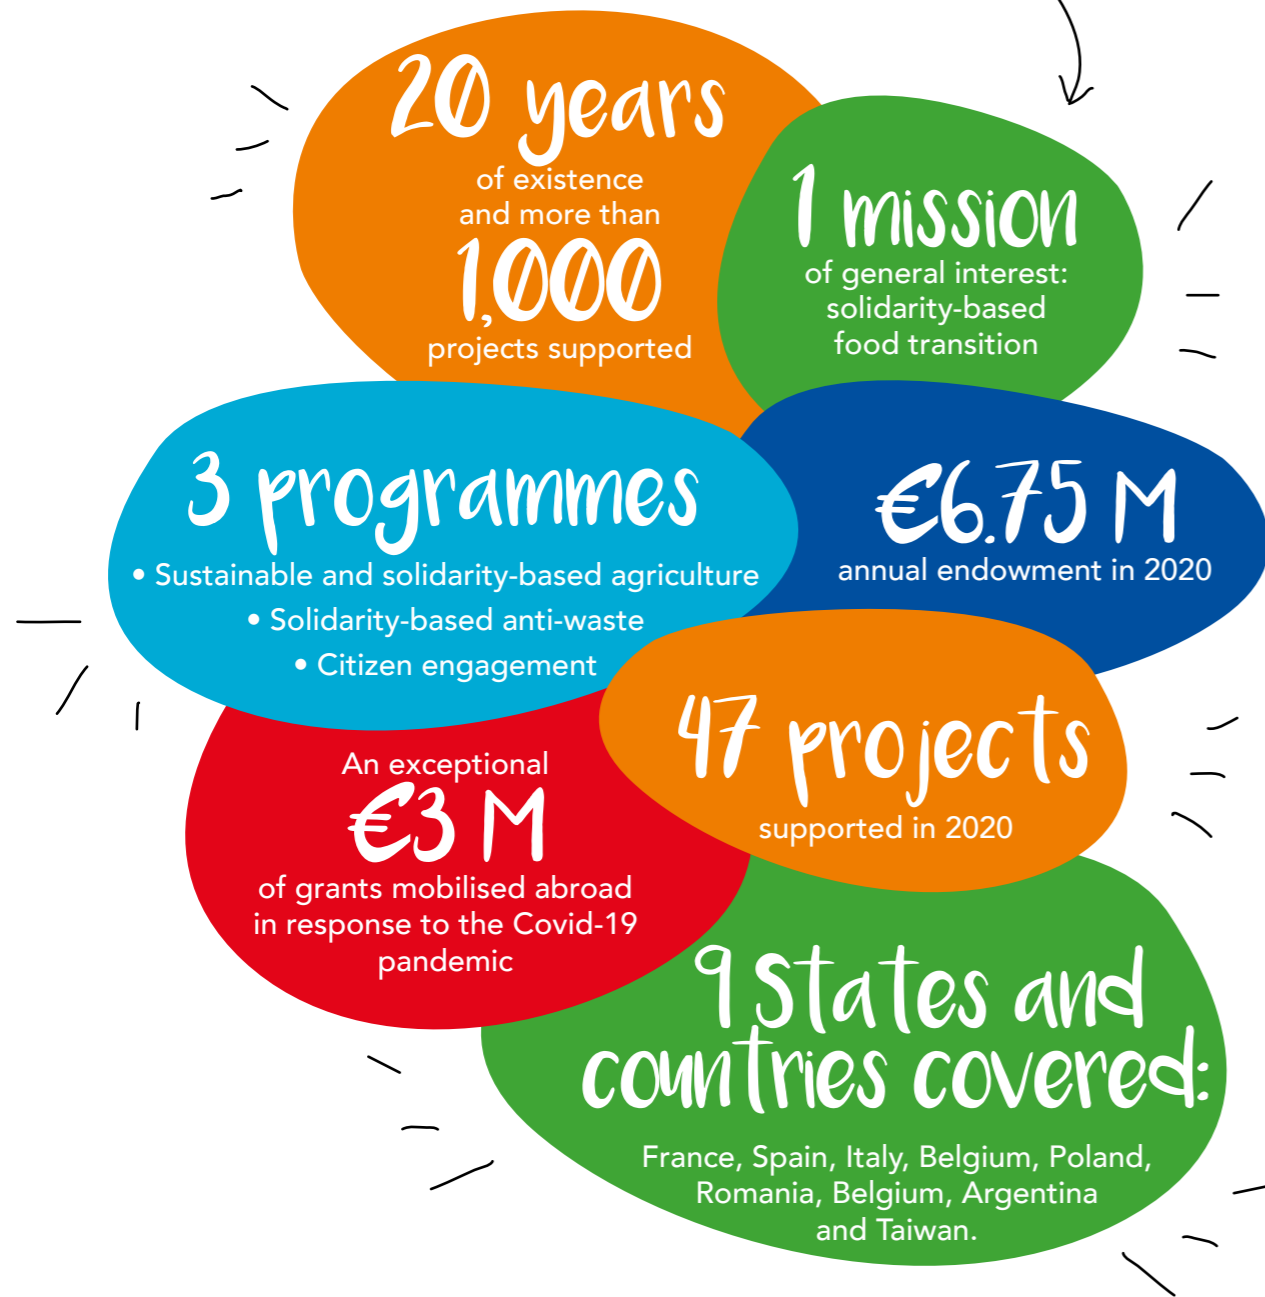 20 years
of existence
and more than
1,000
projects supported
1 mission
of general interest:
solidarity-based
food transition
3 programmes
• Sustainable and solidarity-based agriculture
• Solidarity-based anti-waste
• Citizen engagement
€6.75 M
annual endowment in 2020
47 projects
supported in 2020
An exceptional
€3 M
of grants mobilised abroad
in response to the Covid-19
pandemic
9 States and
countries covered:
France, Spain, Italy, Belgium, Poland,
Romania, Belgium, Argentina
and Taiwan.